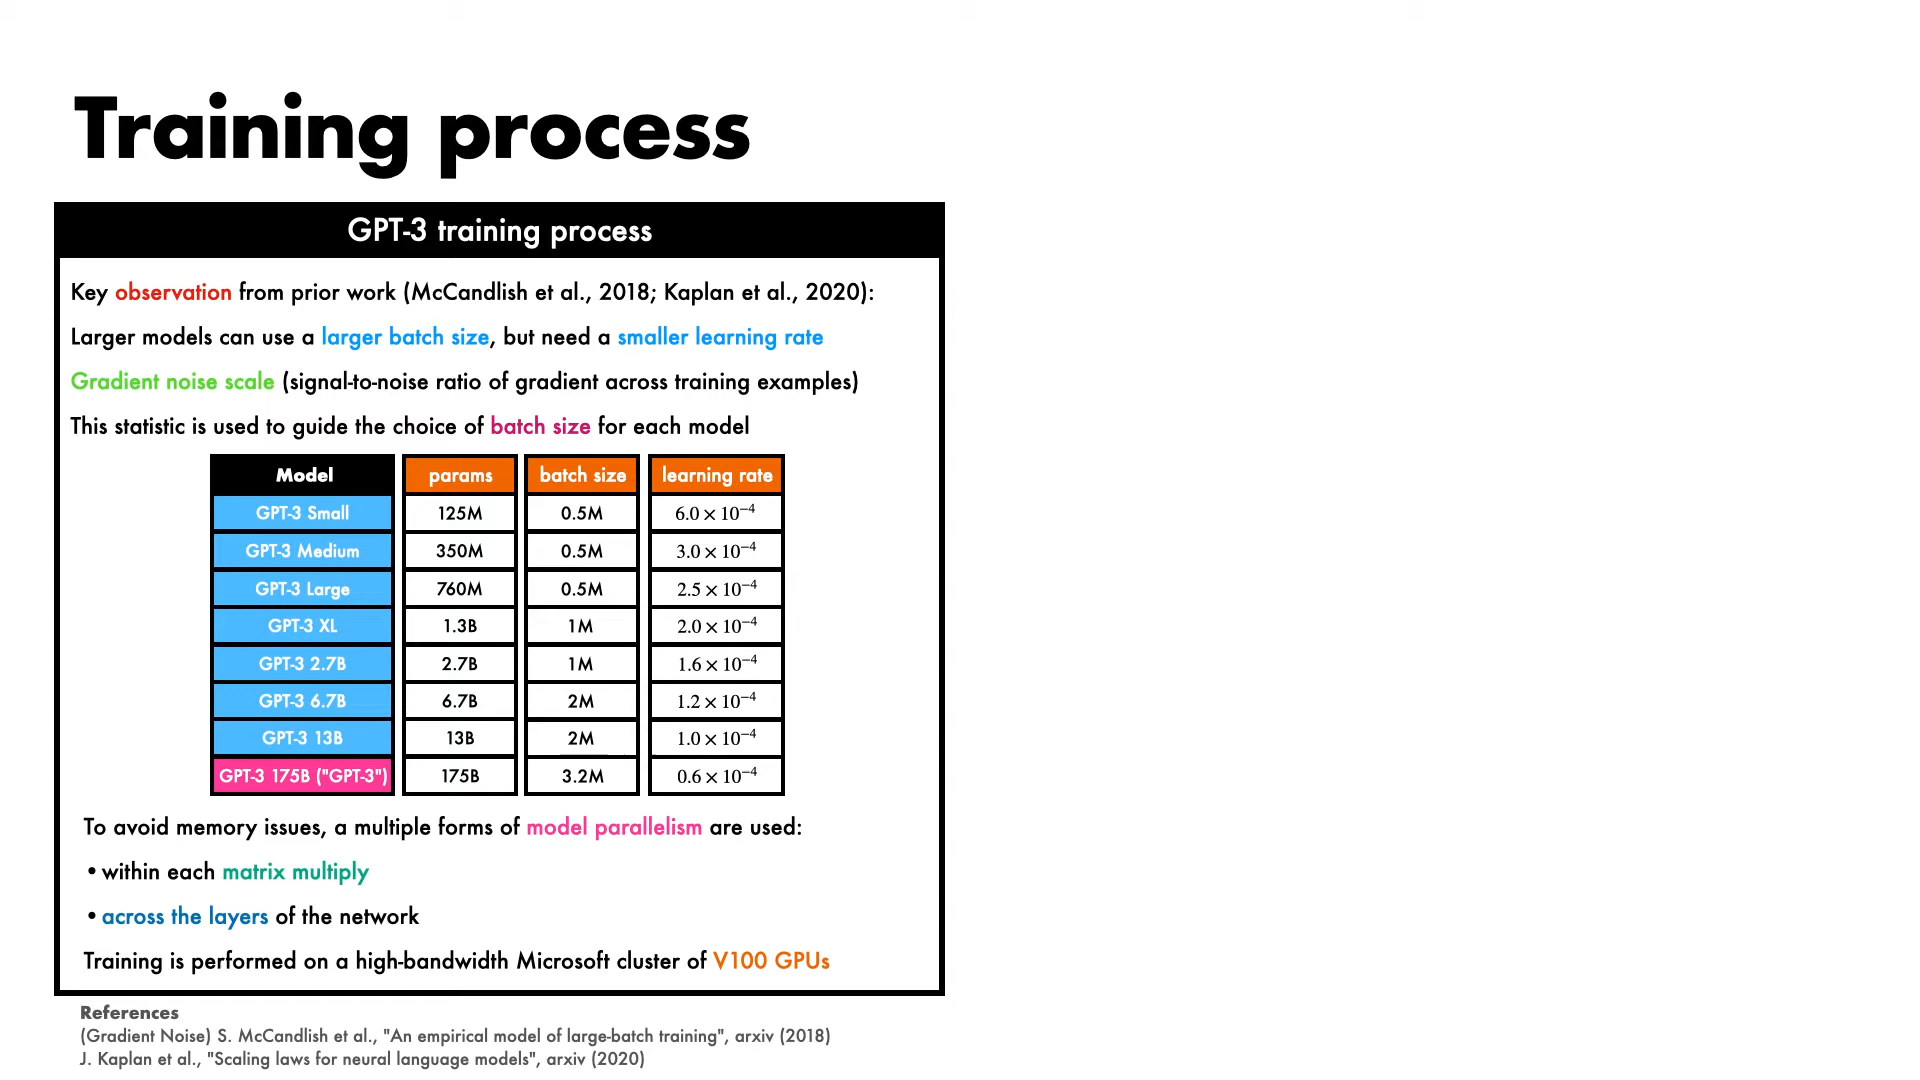 Training process
GPT-3 training process
Key observation from prior work (McCandlish et al., 2018; Kaplan et al., 2020):
Larger models can use a larger batch size, but need a smaller learning rate
Gradient noise scale (signal-to-noise ratio of gradient across training examples)
This statistic is used to guide the choice of batch size for each model
Model params batch size learning rate
GPT-3 Small 125M 0.5M 6.0 × 10⁻⁴
GPT-3 Medium 350M 0.5M 3.0 × 10⁻⁴
GPT-3 Large 760M 0.5M 2.5 × 10⁻⁴
GPT-3 XL 1.3B 1M 2.0 × 10⁻⁴
GPT-3 2.7B 2.7B 1M 1.6 × 10⁻⁴
GPT-3 6.7B 6.7B 2M 1.2 × 10⁻⁴
GPT-3 13B 13B 2M 1.0 × 10⁻⁴
GPT-3 175B ("GPT-3") 175B 3.2M 0.6 × 10⁻⁴
To avoid memory issues, a multiple forms of model parallelism are used:
• within each matrix multiply
• across the layers of the network
Training is performed on a high-bandwidth Microsoft cluster of V100 GPUs
References
(Gradient Noise) S. McCandlish et al., "An empirical model of large-batch training", arxiv (2018)
J. Kaplan et al., "Scaling laws for neural language models", arxiv (2020)